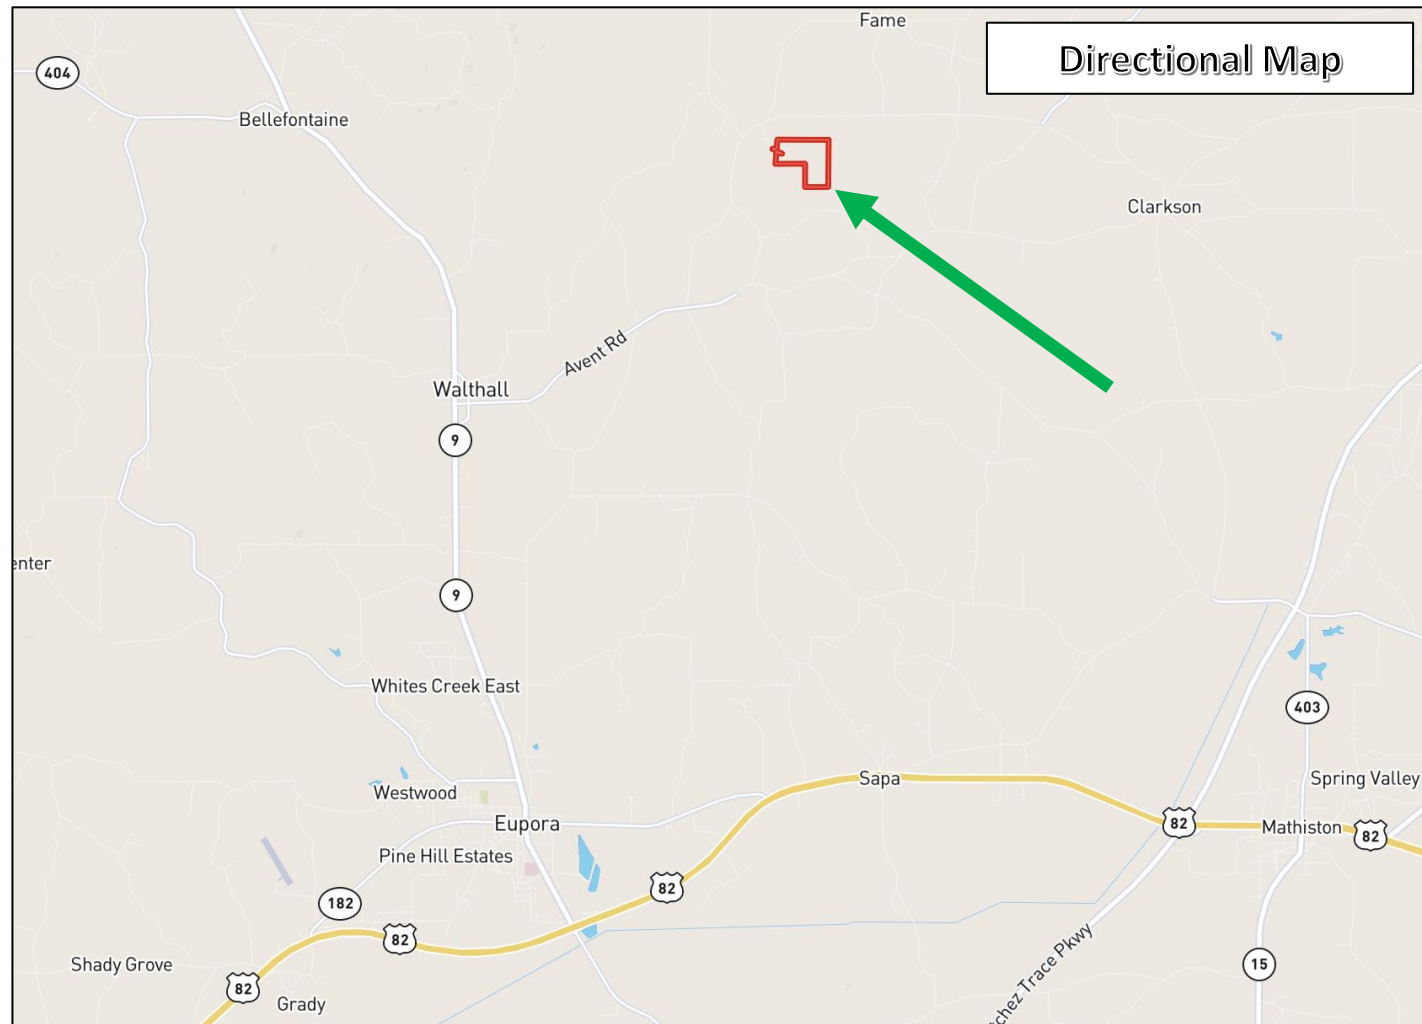 Fame
Directional Map
404
Bellefontaine
Clarkson
Avent Rd
Walthall
9
enter
9
Whites Creek East
403
Sapa
Spring Valley
Westwood
Eupora
82
Mathiston
82
Pine Hill Estates
82
182
82
chez Trace Pkwy
Shady Grove
15
82
Grady